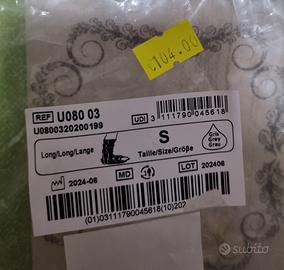 €104.00
REF U080 03
U0800320200199
UDI 3 111790 045618
Long/Long/Lange
S
Taille/Size/Größe
Gris
Grey
Grau
2024-06
MD
LOT 202406
(01)03111790045618(10)202
subito